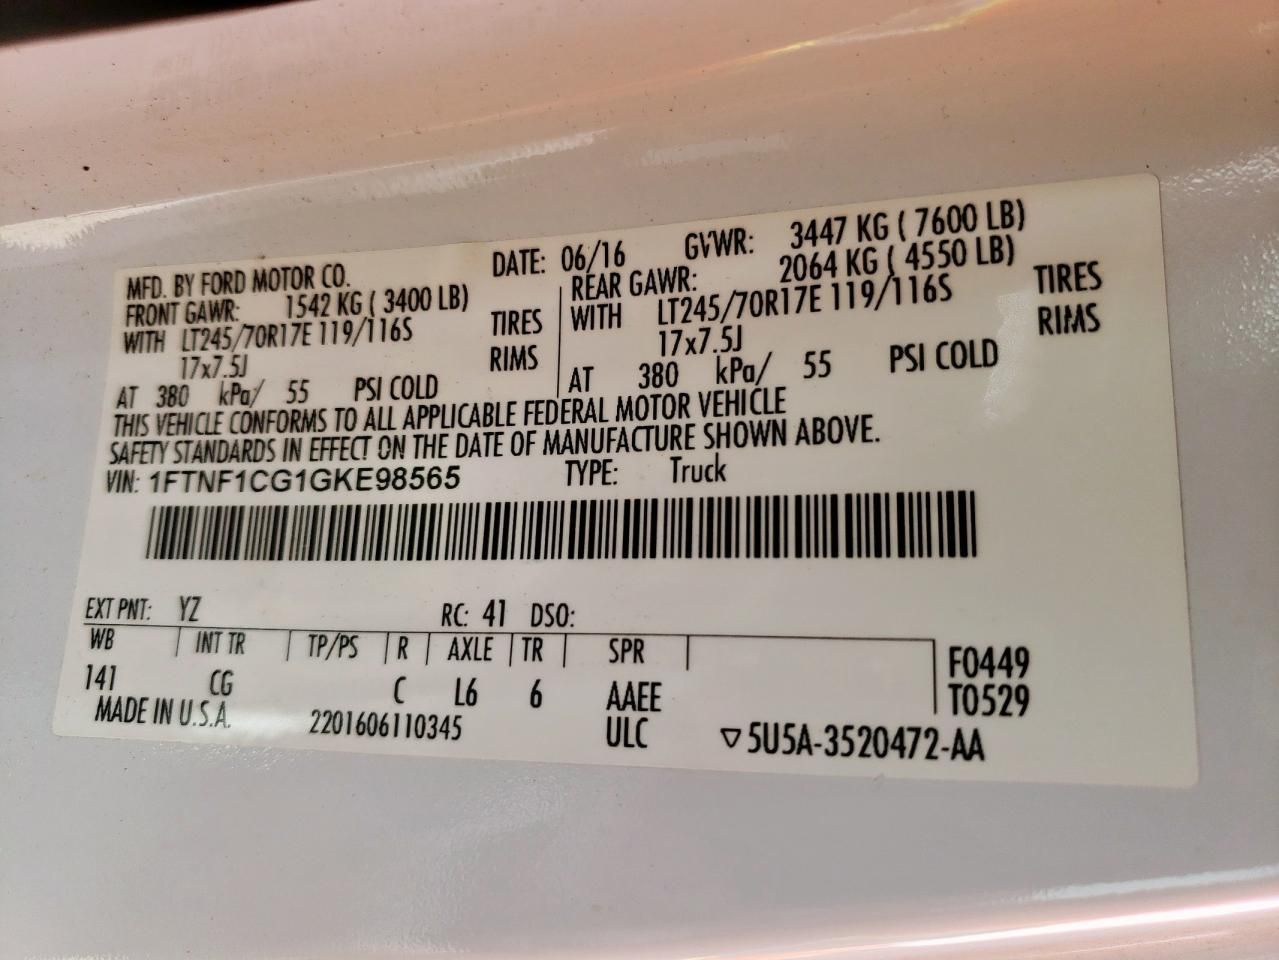 MFD. BY FORD MOTOR CO. DATE: 06/16 GVWR: 3447 KG ( 7600 LB)
FRONT GAWR: 1542 KG ( 3400 LB) REAR GAWR: 2064 KG ( 4550 LB)
WITH LT245/70R17E 119/116S TIRES WITH LT245/70R17E 119/116S TIRES
17x7.5J RIMS 17x7.5J RIMS
AT 380 kPa/ 55 PSI COLD AT 380 kPa/ 55 PSI COLD
THIS VEHICLE CONFORMS TO ALL APPLICABLE FEDERAL MOTOR VEHICLE
SAFETY STANDARDS IN EFFECT ON THE DATE OF MANUFACTURE SHOWN ABOVE.
VIN: 1FTNF1CG1GKE98565 TYPE: Truck
EXT PNT: YZ RC: 41 DSO:
WB INT TR TP/PS R AXLE TR SPR F0449
141 CG C L6 6 AAEE T0529
MADE IN U.S.A. 2201606110345 ULC ▽5U5A-3520472-AA